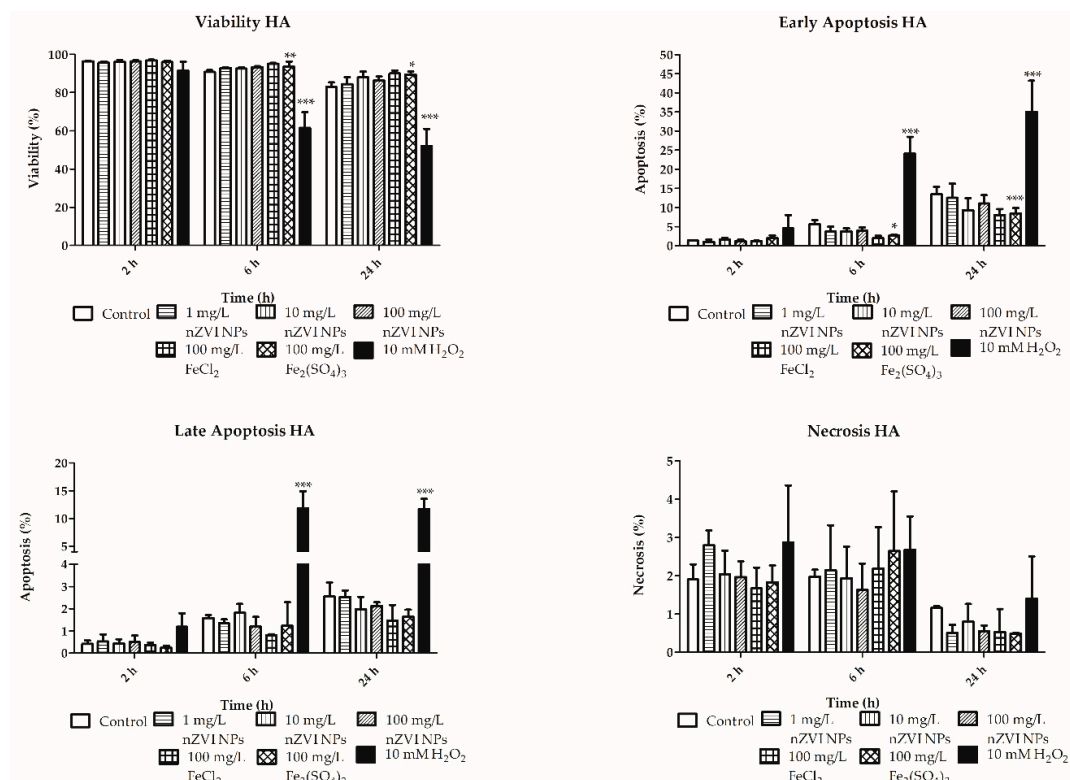 Viability HA
Viability (%)
100
80
60
40
20
0
**
***
*
***
2 h
6 h
24 h
Time (h)
Control
1 mg/L
nZVI NPs
10 mg/L
nZVI NPs
100 mg/L
nZVI NPs
100 mg/L
FeCl2
100 mg/L
Fe2(SO4)3
10 mM H2O2
Early Apoptosis HA
Apoptosis (%)
50
45
40
35
30
25
20
15
10
5
0
*
***
***
***
2 h
6 h
24 h
Time (h)
Control
1 mg/L
nZVI NPs
10 mg/L
nZVI NPs
100 mg/L
nZVI NPs
100 mg/L
FeCl2
100 mg/L
Fe2(SO4)3
10 mM H2O2
Late Apoptosis HA
Apoptosis (%)
20
15
10
5
4
3
2
1
0
***
***
2 h
6 h
24 h
Time (h)
Control
1 mg/L
nZVI NPs
10 mg/L
nZVI NPs
100 mg/L
nZVI NPs
100 mg/L
FeCl2
100 mg/L
Fe2(SO4)3
10 mM H2O2
Necrosis HA
Necrosis (%)
5
4
3
2
1
0
2 h
6 h
24 h
Time (h)
Control
1 mg/L
nZVI NPs
10 mg/L
nZVI NPs
100 mg/L
nZVI NPs
100 mg/L
FeCl2
100 mg/L
Fe2(SO4)3
10 mM H2O2